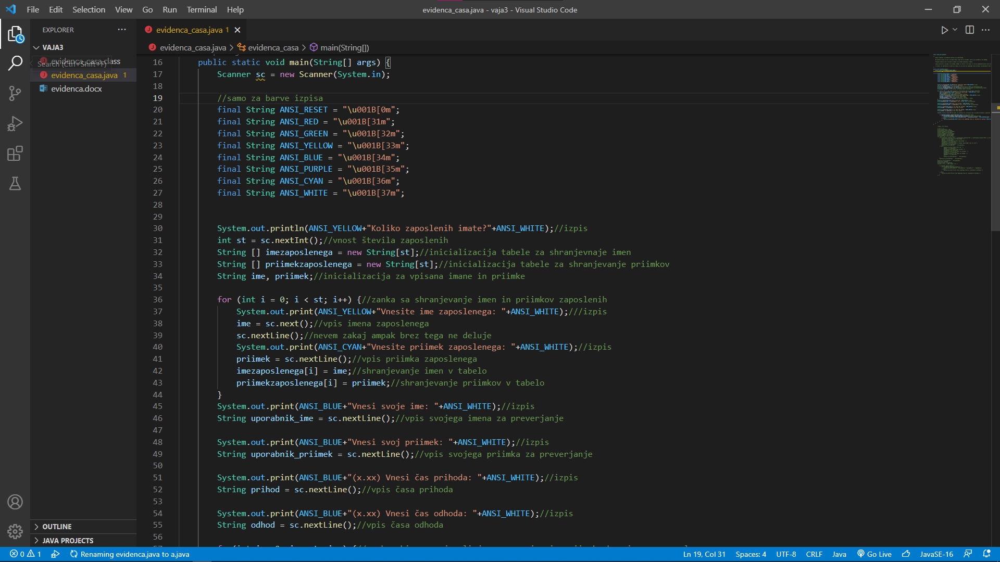 File Edit Selection View Go Run Terminal Help
evidenca_casa.java - vaja3 - Visual Studio Code
EXPLORER
evidenca_casa.java 1
VAJA3
evidenca_casa.java > evidenca_casa > main(String[])
evidenca_casa.class
Search (Ctrl+Shift+F)
evidenca_casa.java 1
evidenca.docx
16 public static void main(String[] args) {
17 Scanner sc = new Scanner(System.in);
18
19 //samo za barve izpisa
20 final String ANSI_RESET = "\u001B[0m";
21 final String ANSI_RED = "\u001B[31m";
22 final String ANSI_GREEN = "\u001B[32m";
23 final String ANSI_YELLOW = "\u001B[33m";
24 final String ANSI_BLUE = "\u001B[34m";
25 final String ANSI_PURPLE = "\u001B[35m";
26 final String ANSI_CYAN = "\u001B[36m";
27 final String ANSI_WHITE = "\u001B[37m";
28
29
30 System.out.println(ANSI_YELLOW+"Koliko zaposlenih imate?"+ANSI_WHITE);//izpis
31 int st = sc.nextInt();//vnost števila zaposlenih
32 String [] imezaposlenega = new String[st];//inicializacija tabele za shranjevnaje imen
33 String [] priimekzaposlenega = new String[st];//inicializacija tabele za shranjevanje priimkov
34 String ime, priimek;//inicializacija za vpisana imane in priimke
35
36 for (int i = 0; i < st; i++) {//zanka sa shranjevanje imen in priimkov zaposlenih
37 System.out.print(ANSI_YELLOW+"Vnesite ime zaposlenega: "+ANSI_WHITE);///izpis
38 ime = sc.next();//vpis imena zaposlenega
39 sc.nextLine();//nevem zakaj ampak brez tega ne deluje
40 System.out.print(ANSI_CYAN+"Vnesite priimek zaposlenega: "+ANSI_WHITE);//izpis
41 priimek = sc.nextLine();//vpis priimka zaposlenega
42 imezaposlenega[i] = ime;//shranjevanje imen v tabelo
43 priimekzaposlenega[i] = priimek;//shranjevanje priimkov v tabelo
44 }
45 System.out.print(ANSI_BLUE+"Vnesi svoje ime: "+ANSI_WHITE);//izpis
46 String uporabnik_ime = sc.nextLine();//vpis svojega imena za preverjanje
47
48 System.out.print(ANSI_BLUE+"Vnesi svoj priimek: "+ANSI_WHITE);//izpis
49 String uporabnik_priimek = sc.nextLine();//vpis svojega priimka za preverjanje
50
51 System.out.print(ANSI_BLUE+"(x.xx) Vnesi čas prihoda: "+ANSI_WHITE);//izpis
52 String prihod = sc.nextLine();//vpis časa prihoda
53
54 System.out.print(ANSI_BLUE+"(x.xx) Vnesi čas odhoda: "+ANSI_WHITE);//izpis
55 String odhod = sc.nextLine();//vpis časa odhoda
56
OUTLINE
JAVA PROJECTS
0 1 Renaming evidenca.java to a.java
Ln 19, Col 31 Spaces: 4 UTF-8 CRLF Java Go Live JavaSE-16